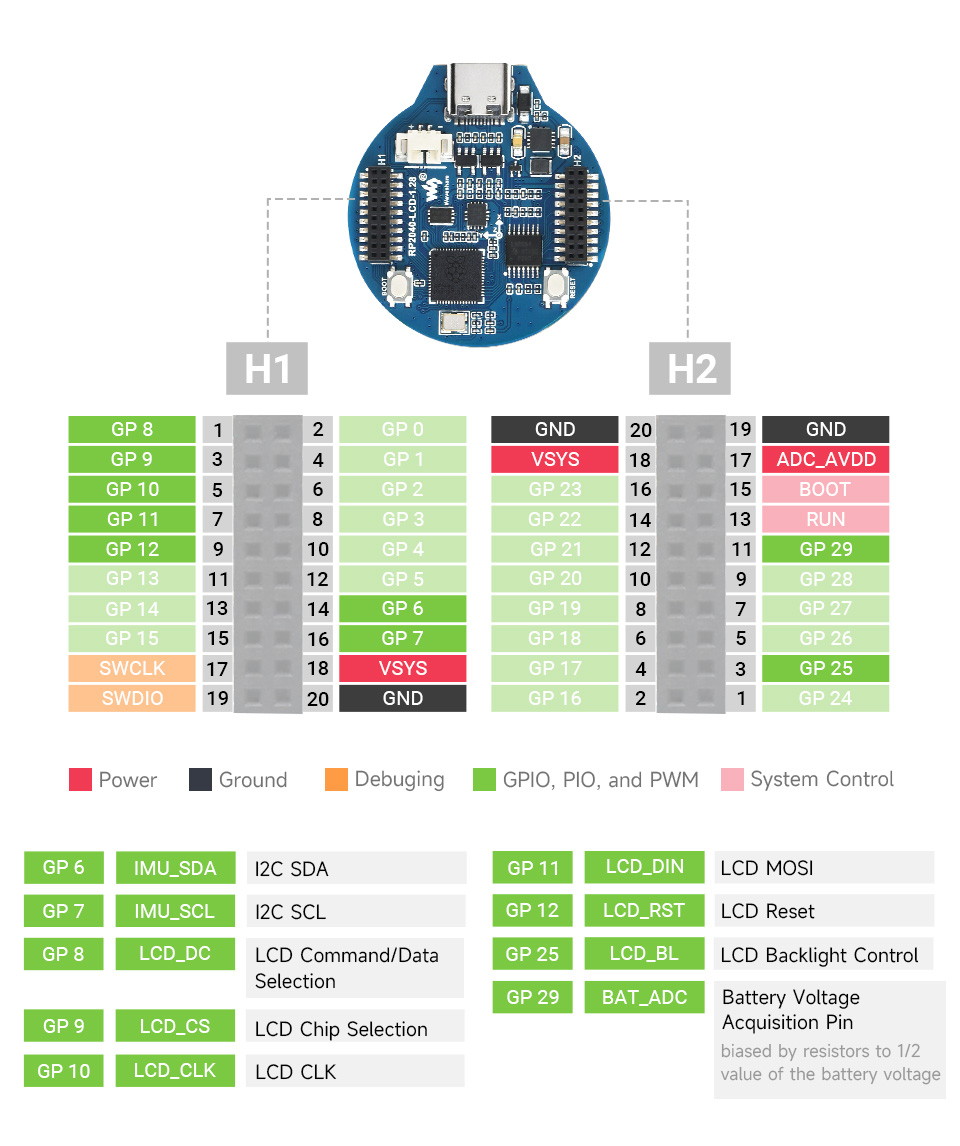 H1
H2
RP2040-LCD-1.28
®
Waveshare
BOOT
RESET
H1
H2
GP 8 1 2 GP 0
GP 9 3 4 GP 1
GP 10 5 6 GP 2
GP 11 7 8 GP 3
GP 12 9 10 GP 4
GP 13 11 12 GP 5
GP 14 13 14 GP 6
GP 15 15 16 GP 7
SWCLK 17 18 VSYS
SWDIO 19 20 GND
GND 20 19 GND
VSYS 18 17 ADC_AVDD
GP 23 16 15 BOOT
GP 22 14 13 RUN
GP 21 12 11 GP 29
GP 20 10 9 GP 28
GP 19 8 7 GP 27
GP 18 6 5 GP 26
GP 17 4 3 GP 25
GP 16 2 1 GP 24
Power Ground Debuging GPIO, PIO, and PWM System Control
GP 6 IMU_SDA I2C SDA
GP 7 IMU_SCL I2C SCL
GP 8 LCD_DC LCD Command/Data
Selection
GP 9 LCD_CS LCD Chip Selection
GP 10 LCD_CLK LCD CLK
GP 11 LCD_DIN LCD MOSI
GP 12 LCD_RST LCD Reset
GP 25 LCD_BL LCD Backlight Control
GP 29 BAT_ADC Battery Voltage
Acquisition Pin
biased by resistors to 1/2
value of the battery voltage